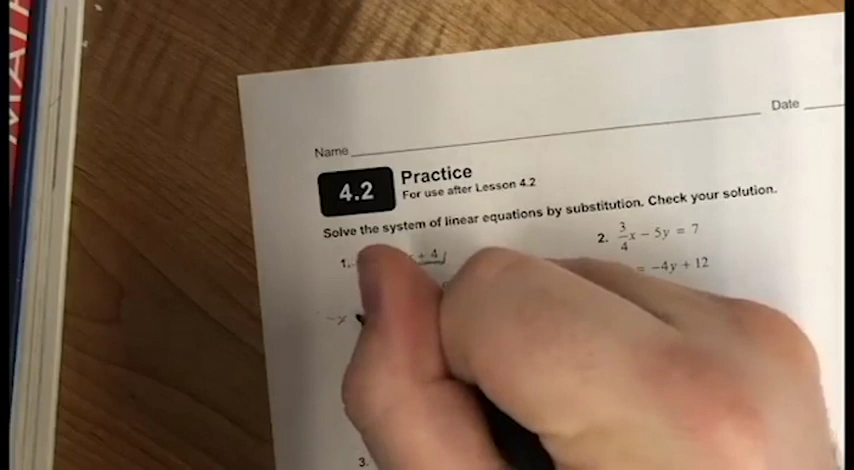 Name
Date
4.2
Practice
For use after Lesson 4.2
Solve the system of linear equations by substitution. Check your solution.
1.
+ 4
2. 3/4 x − 5y = 7
= −4y + 12
−x
3.